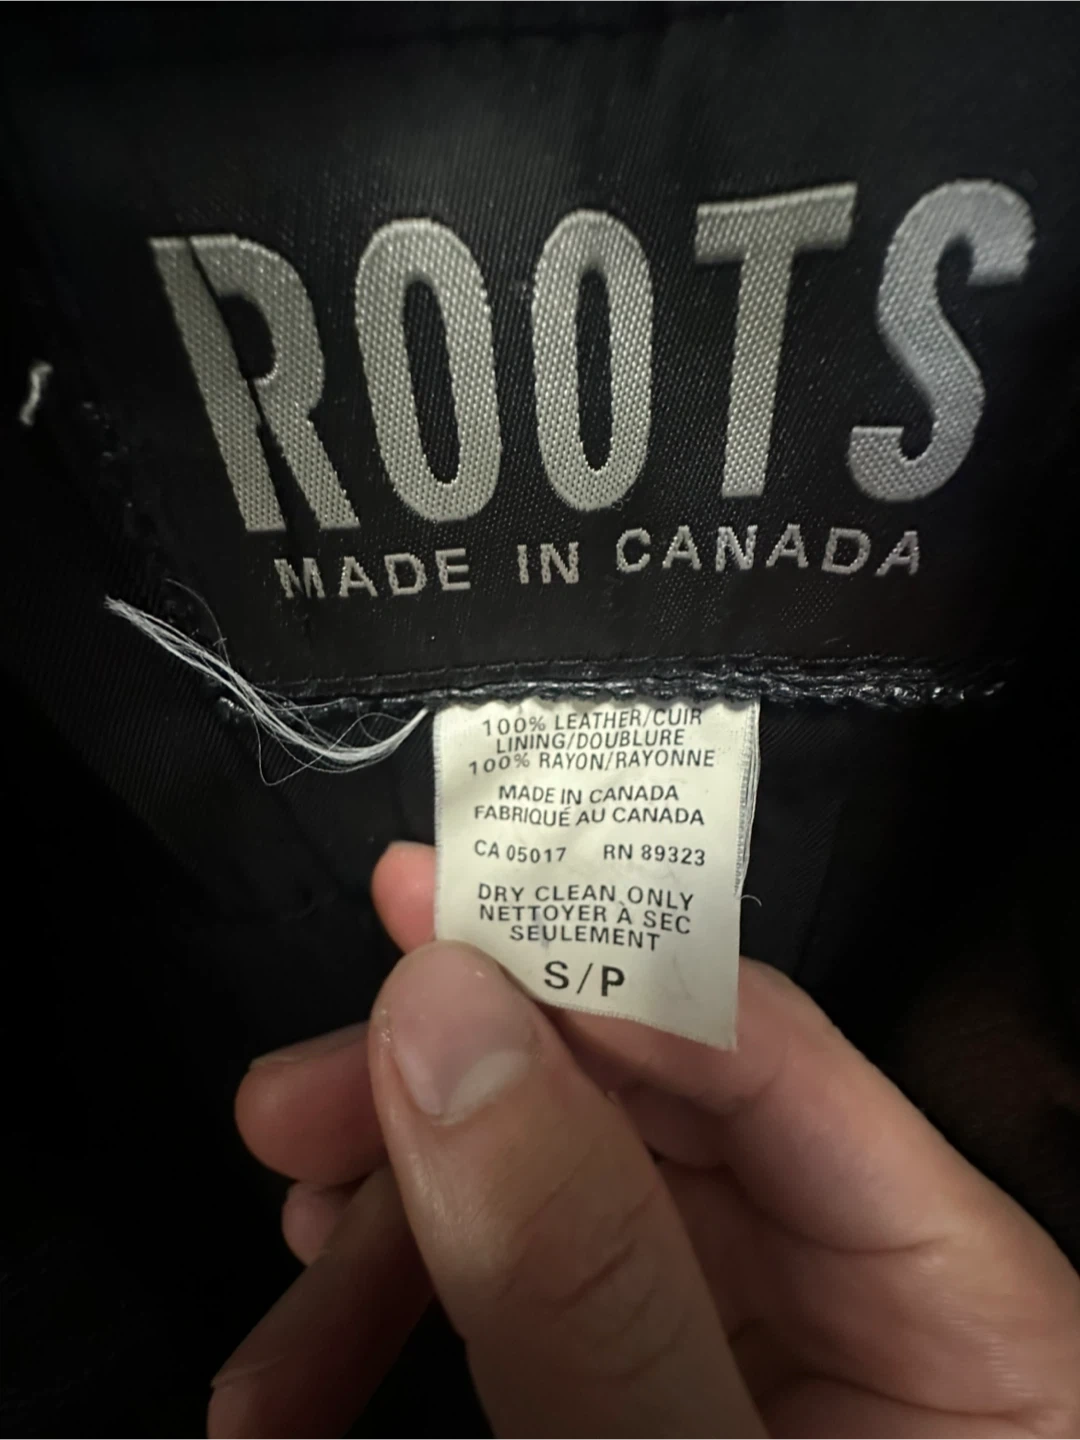 ROOTS
MADE IN CANADA
100% LEATHER/CUIR
LINING/DOUBLURE
100% RAYON/RAYONNE
MADE IN CANADA
FABRIQUÉ AU CANADA
CA 05017 RN 89323
DRY CLEAN ONLY
NETTOYER À SEC
SEULEMENT
S/P